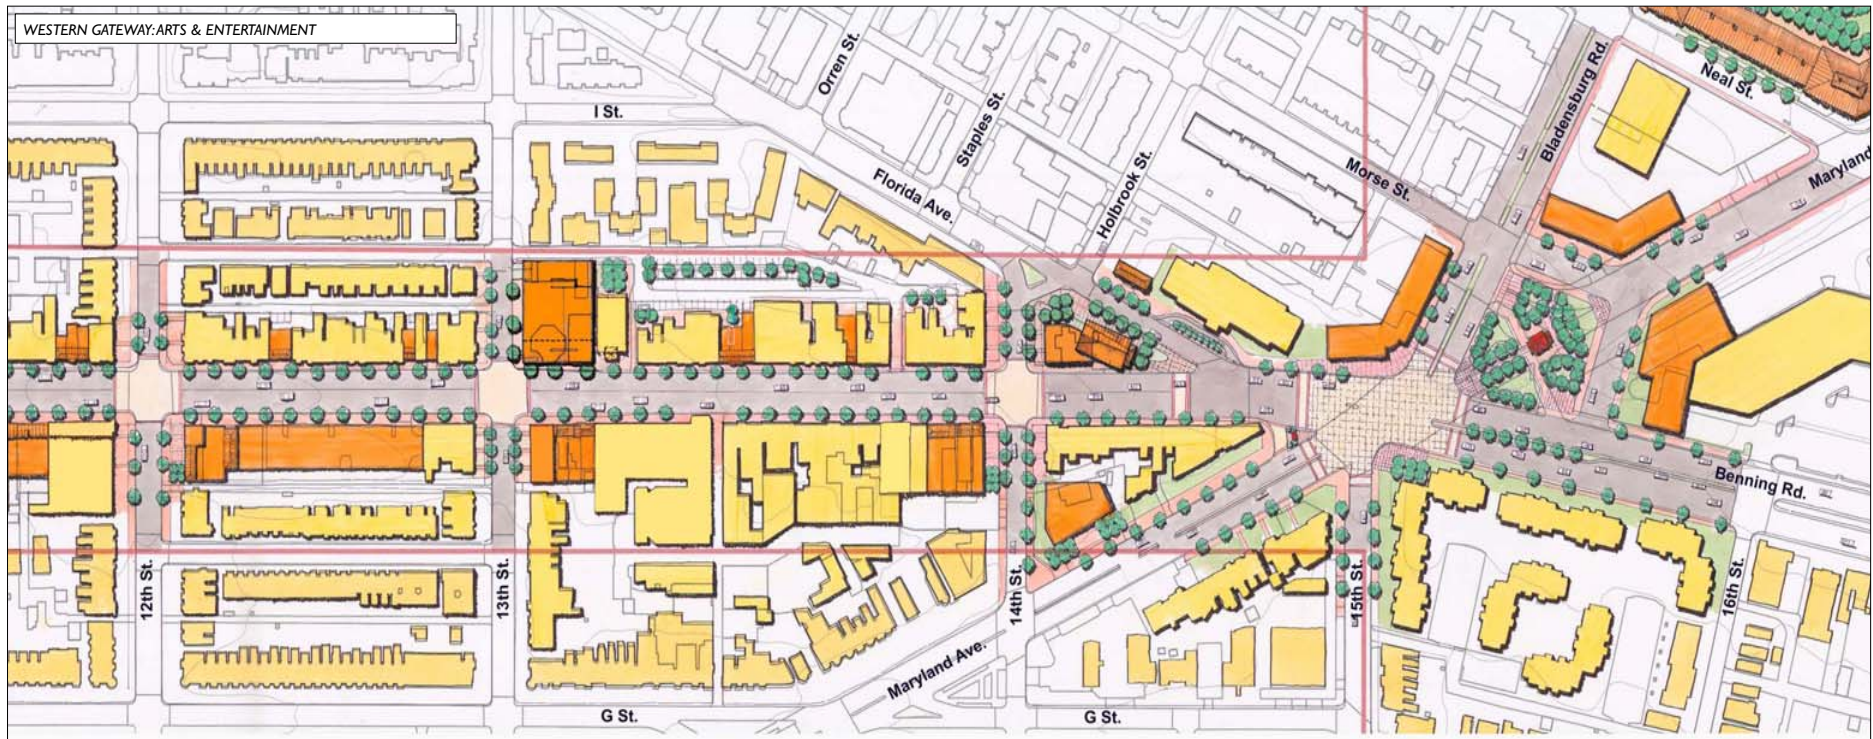 WESTERN GATEWAY: ARTS & ENTERTAINMENT
I St.
Orren St.
Staples St.
Florida Ave.
Holbrook St.
Morse St.
Bladensburg Rd.
Neal St.
Maryland
Benning Rd.
12th St.
13th St.
14th St.
15th St.
16th St.
Maryland Ave.
G St.
G St.